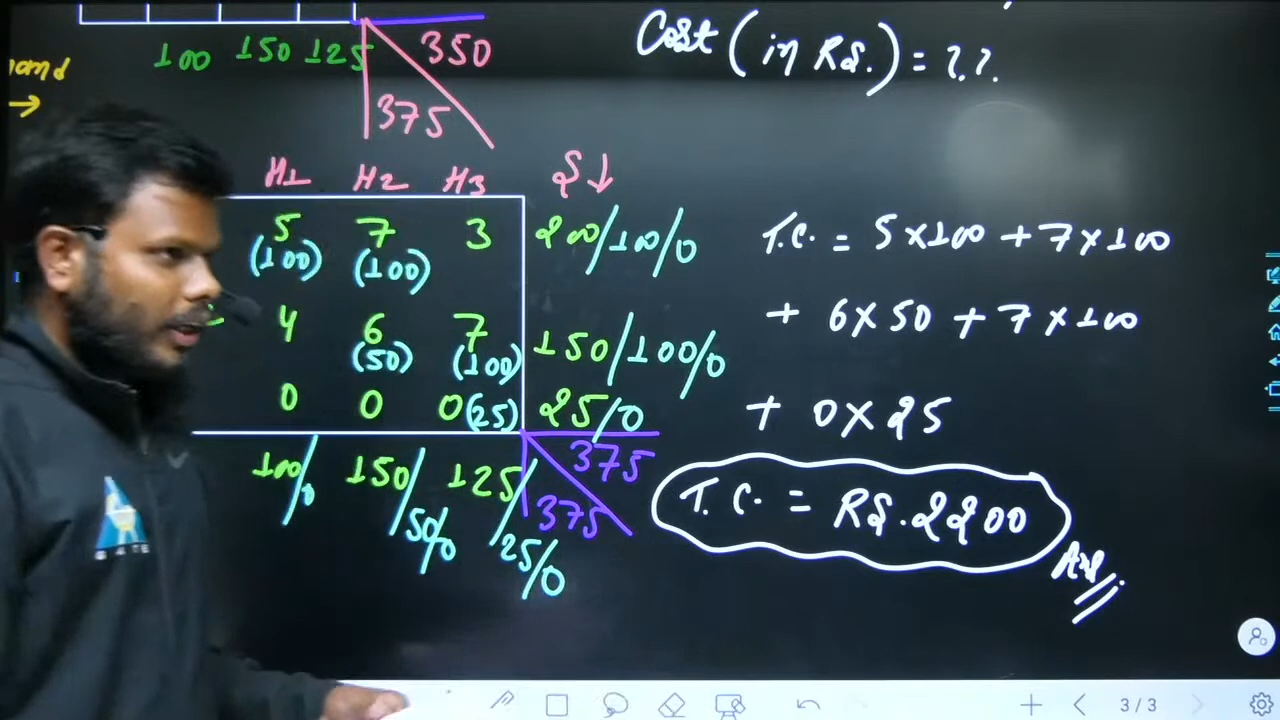 Cost (in RS.) = ?.?.
100 150 125 350
375
H1 H2 H3 S↓
5 7 3 200/100/0
(100) (100)
4 6 7 150/100/0
(50) (100)
0 0 0(25) 25/0
375
100/0 150/50/0 125/25/0
375
T.C. = 5×100 + 7×100
+ 6×50 + 7×100
+ 0×25
T.C. = RS.2200
Ans
3/3